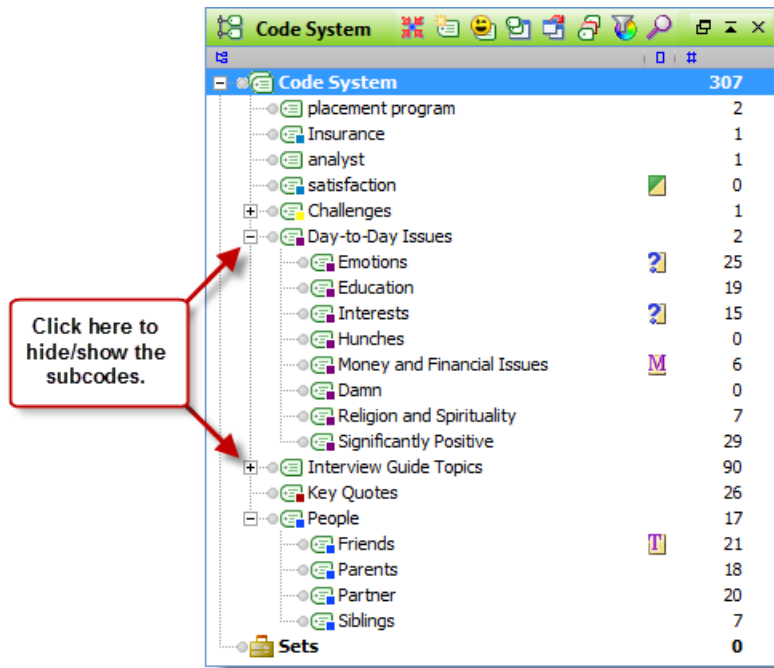 Code System
#
Code System 307
placement program 2
Insurance 1
analyst 1
satisfaction 0
Challenges 1
Day-to-Day Issues 2
Emotions ? 25
Education 19
Interests ? 15
Hunches 0
Money and Financial Issues M 6
Damn 0
Religion and Spirituality 7
Significantly Positive 29
Interview Guide Topics 90
Key Quotes 26
People 17
Friends T 21
Parents 18
Partner 20
Siblings 7
Sets 0
Click here to
hide/show the
subcodes.